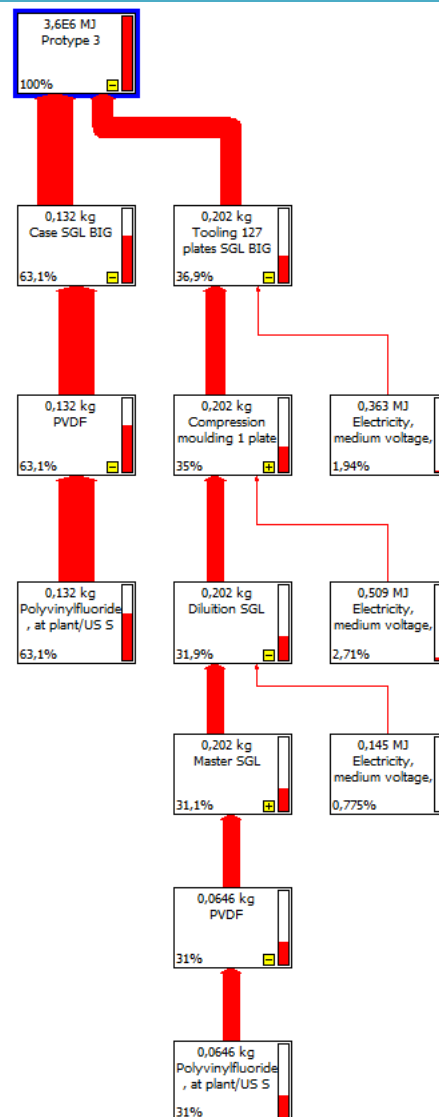 3,6E6 MJ
Protype 3
100%
0,132 kg
Case SGL BIG
63,1%
0,202 kg
Tooling 127
plates SGL BIG
36,9%
0,132 kg
PVDF
63,1%
0,202 kg
Compression
moulding 1 plate
35%
0,363 MJ
Electricity,
medium voltage,
1,94%
0,132 kg
Polyvinylfluoride
, at plant/US S
63,1%
0,202 kg
Diluition SGL
31,9%
0,509 MJ
Electricity,
medium voltage,
2,71%
0,202 kg
Master SGL
31,1%
0,145 MJ
Electricity,
medium voltage,
0,775%
0,0646 kg
PVDF
31%
0,0646 kg
Polyvinylfluoride
, at plant/US S
31%